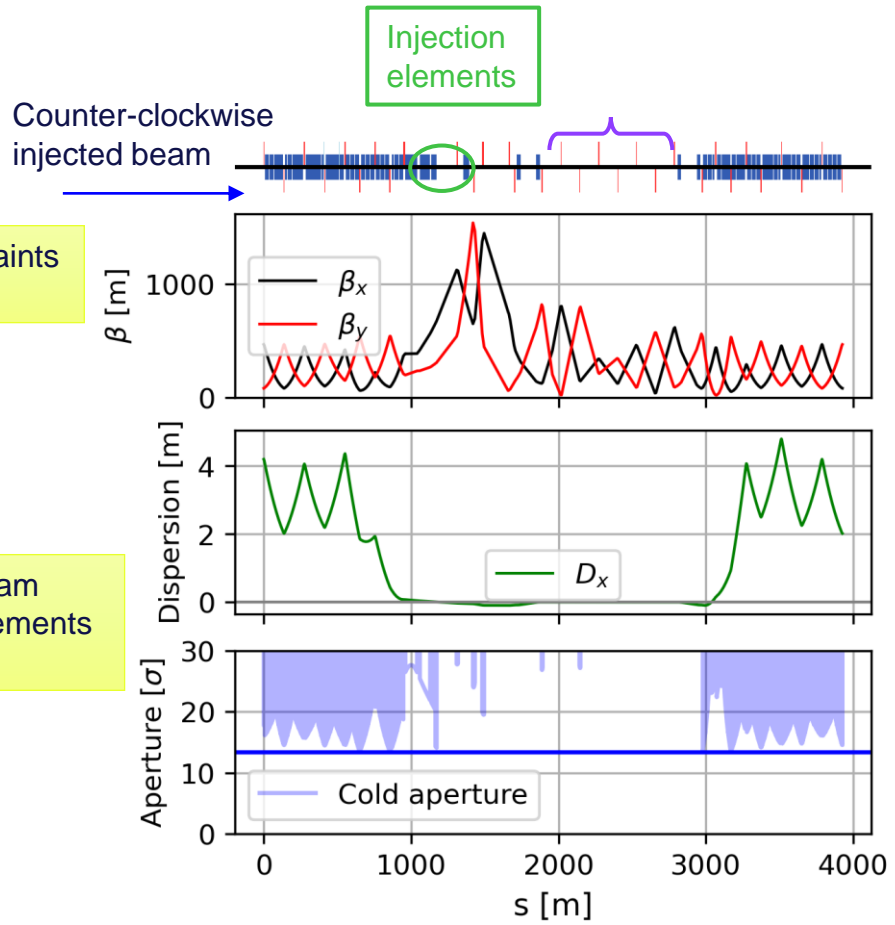 Injection
elements
Counter-clockwise
injected beam
aints
β [m]
1000
0
βx
βy
Dispersion [m]
4
2
0
Dx
am
ements
Aperture [σ]
30
20
10
0
Cold aperture
0 1000 2000 3000 4000
s [m]